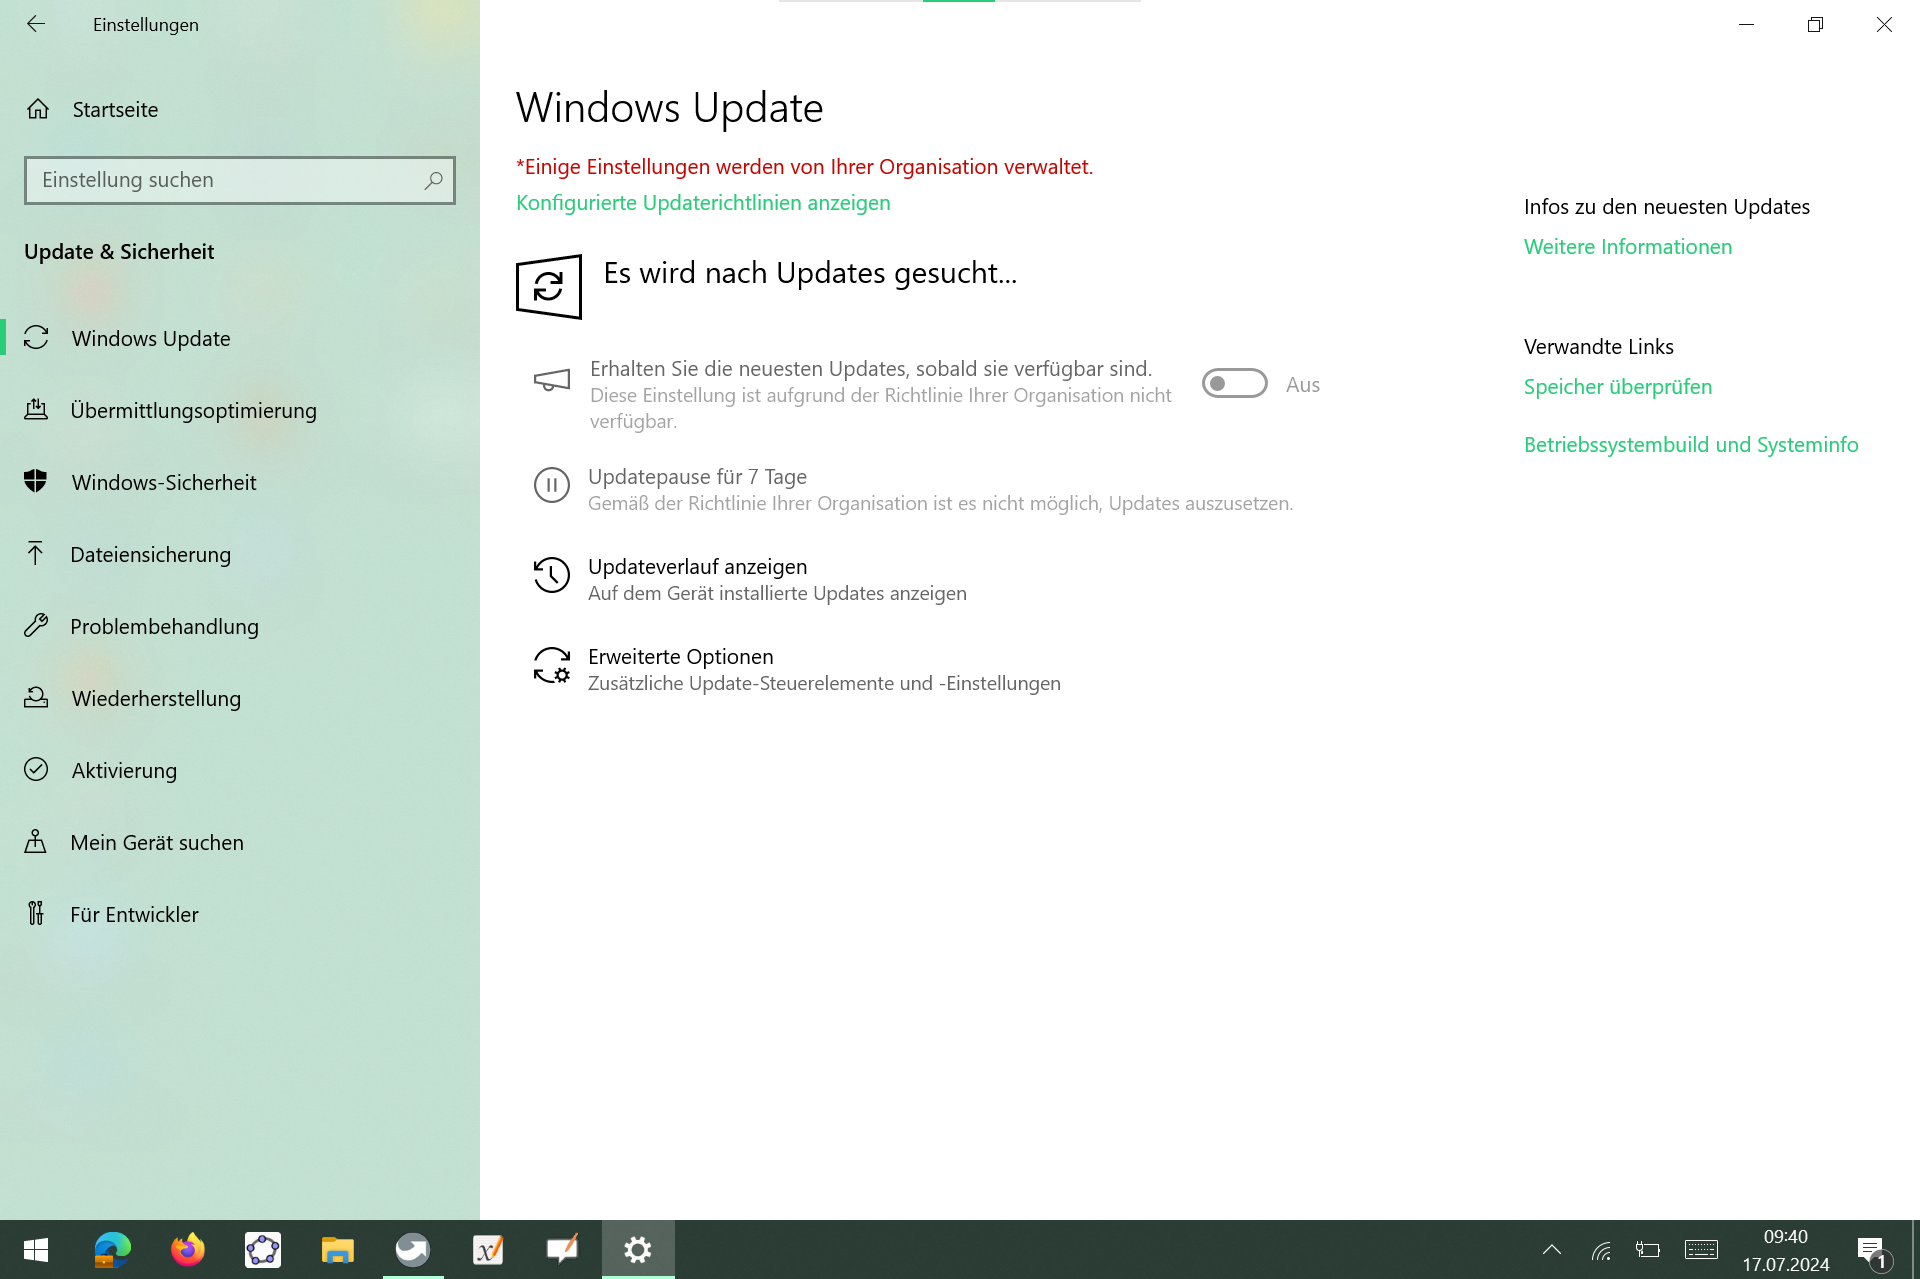 Einstellungen
Startseite
Einstellung suchen
Update & Sicherheit
Windows Update
Übermittlungsoptimierung
Windows-Sicherheit
Dateiensicherung
Problembehandlung
Wiederherstellung
Aktivierung
Mein Gerät suchen
Für Entwickler
Windows Update
*Einige Einstellungen werden von Ihrer Organisation verwaltet.
Konfigurierte Updaterichtlinien anzeigen
Es wird nach Updates gesucht...
Erhalten Sie die neuesten Updates, sobald sie verfügbar sind.
Diese Einstellung ist aufgrund der Richtlinie Ihrer Organisation nicht
verfügbar.
Aus
Updatepause für 7 Tage
Gemäß der Richtlinie Ihrer Organisation ist es nicht möglich, Updates auszusetzen.
Updateverlauf anzeigen
Auf dem Gerät installierte Updates anzeigen
Erweiterte Optionen
Zusätzliche Update-Steuerelemente und -Einstellungen
Infos zu den neuesten Updates
Weitere Informationen
Verwandte Links
Speicher überprüfen
Betriebssystembuild und Systeminfo
09:40
17.07.2024
1